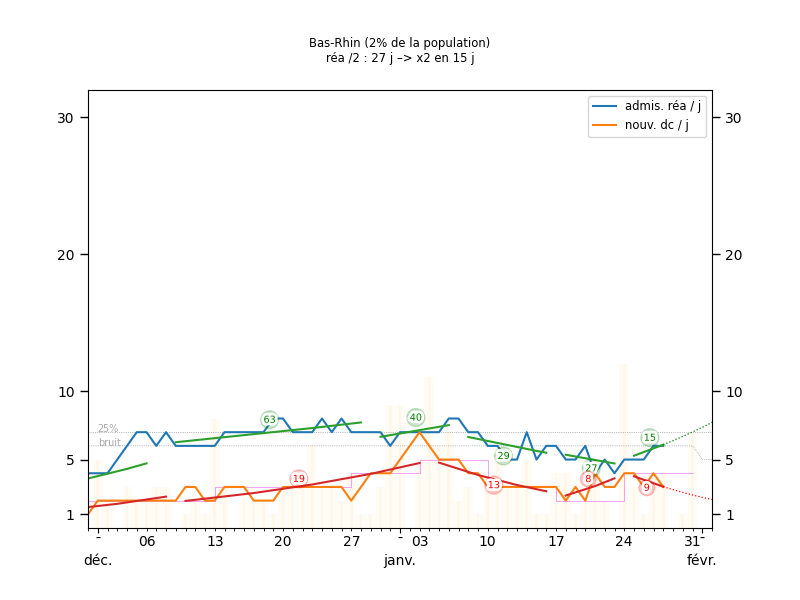 Bas-Rhin (2% de la population)
réa /2 : 27 j –> x2 en 15 j
admis. réa / j
nouv. dc / j
30 30
20 20
10 10
5 5
1 1
25%
bruit
63 40 29 27 15
19 13 8 9
- 06 13 20 27 - 03 10 17 24 31 -
déc. janv. févr.